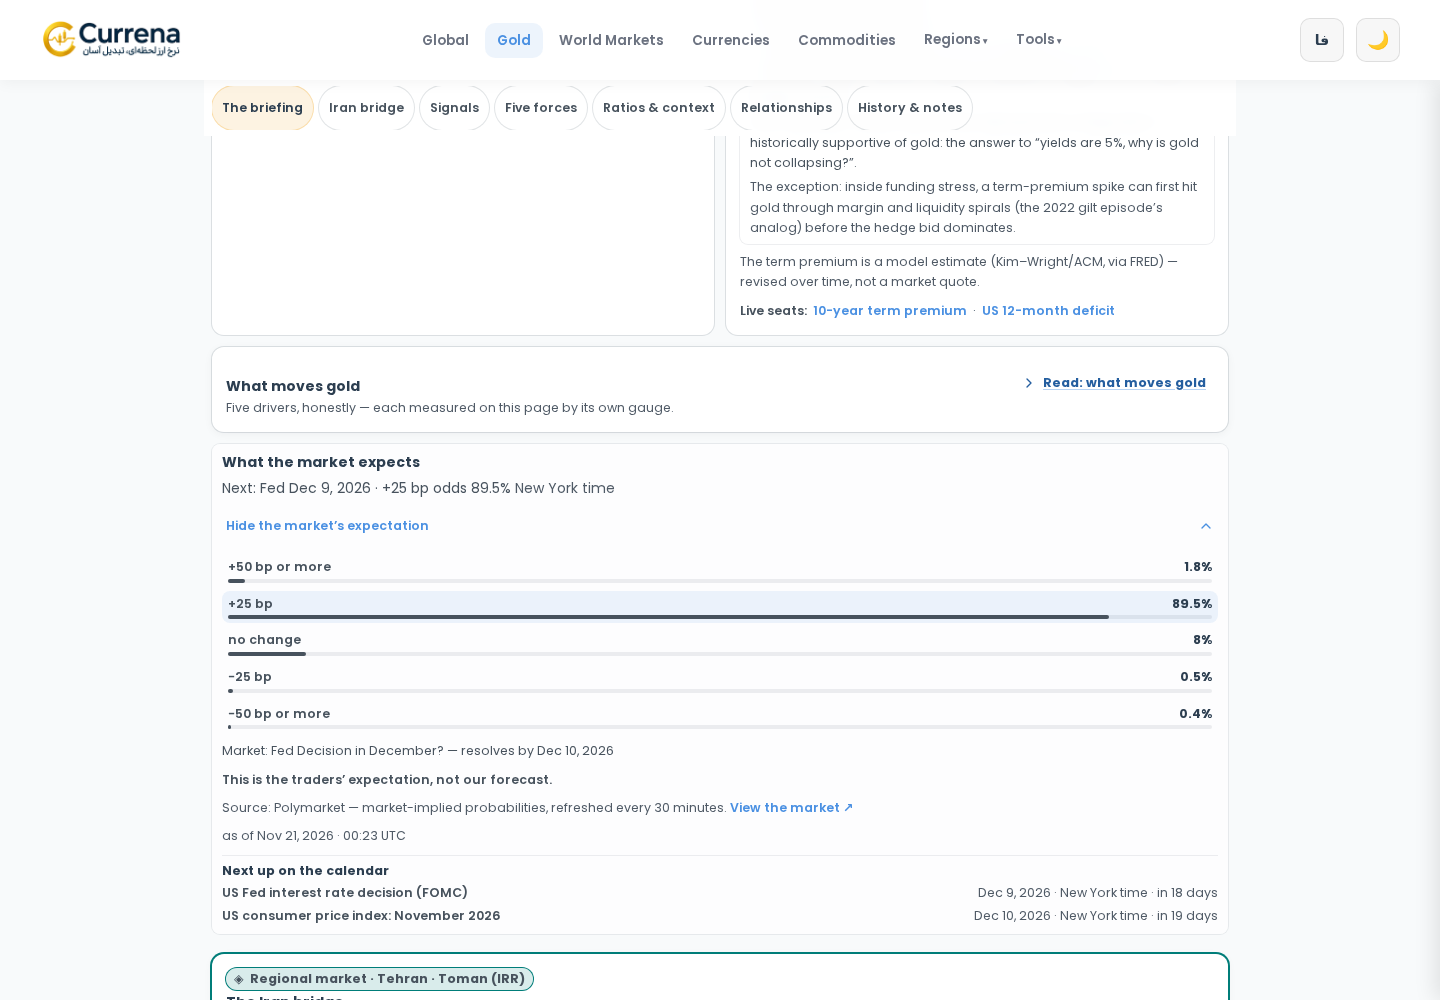 Currena
نرخ ارز لحظه‌ای، تبدیل آسان
Global
Gold
World Markets
Currencies
Commodities
Regions ▾
Tools ▾
فا
The briefing
Iran bridge
Signals
Five forces
Ratios & context
Relationships
History & notes
historically supportive of gold: the answer to “yields are 5%, why is gold
not collapsing?”.
The exception: inside funding stress, a term-premium spike can first hit
gold through margin and liquidity spirals (the 2022 gilt episode’s
analog) before the hedge bid dominates.
The term premium is a model estimate (Kim–Wright/ACM, via FRED) —
revised over time, not a market quote.
Live seats: 10-year term premium · US 12-month deficit
What moves gold
Five drivers, honestly — each measured on this page by its own gauge.
Read: what moves gold
What the market expects
Next: Fed Dec 9, 2026 · +25 bp odds 89.5% New York time
Hide the market’s expectation
+50 bp or more 1.8%
+25 bp 89.5%
no change 8%
-25 bp 0.5%
-50 bp or more 0.4%
Market: Fed Decision in December? — resolves by Dec 10, 2026
This is the traders’ expectation, not our forecast.
Source: Polymarket — market-implied probabilities, refreshed every 30 minutes. View the market ↗
as of Nov 21, 2026 · 00:23 UTC
Next up on the calendar
US Fed interest rate decision (FOMC) Dec 9, 2026 · New York time · in 18 days
US consumer price index: November 2026 Dec 10, 2026 · New York time · in 19 days
◈ Regional market · Tehran · Toman (IRR)
The Iran bridge